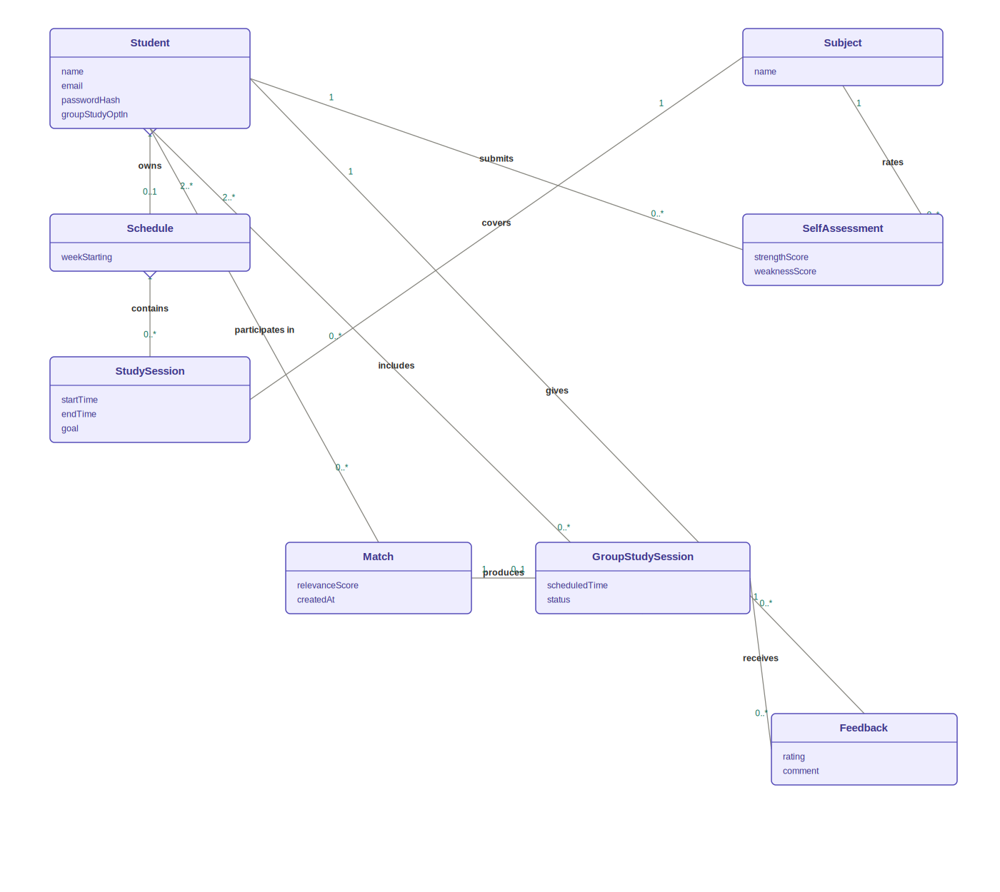 Student
name
email
passwordHash
groupStudyOptIn
Subject
name
1
1
1
1
owns
submits
rates
1
0..1
2..*
2..*
0..*
0..*
covers
Schedule
weekStarting
SelfAssessment
strengthScore
weaknessScore
1
contains
participates in
0..*
0..*
includes
gives
StudySession
startTime
endTime
goal
0..*
0..*
Match
relevanceScore
createdAt
1
0..1
produces
GroupStudySession
scheduledTime
status
1
0..*
receives
0..*
Feedback
rating
comment